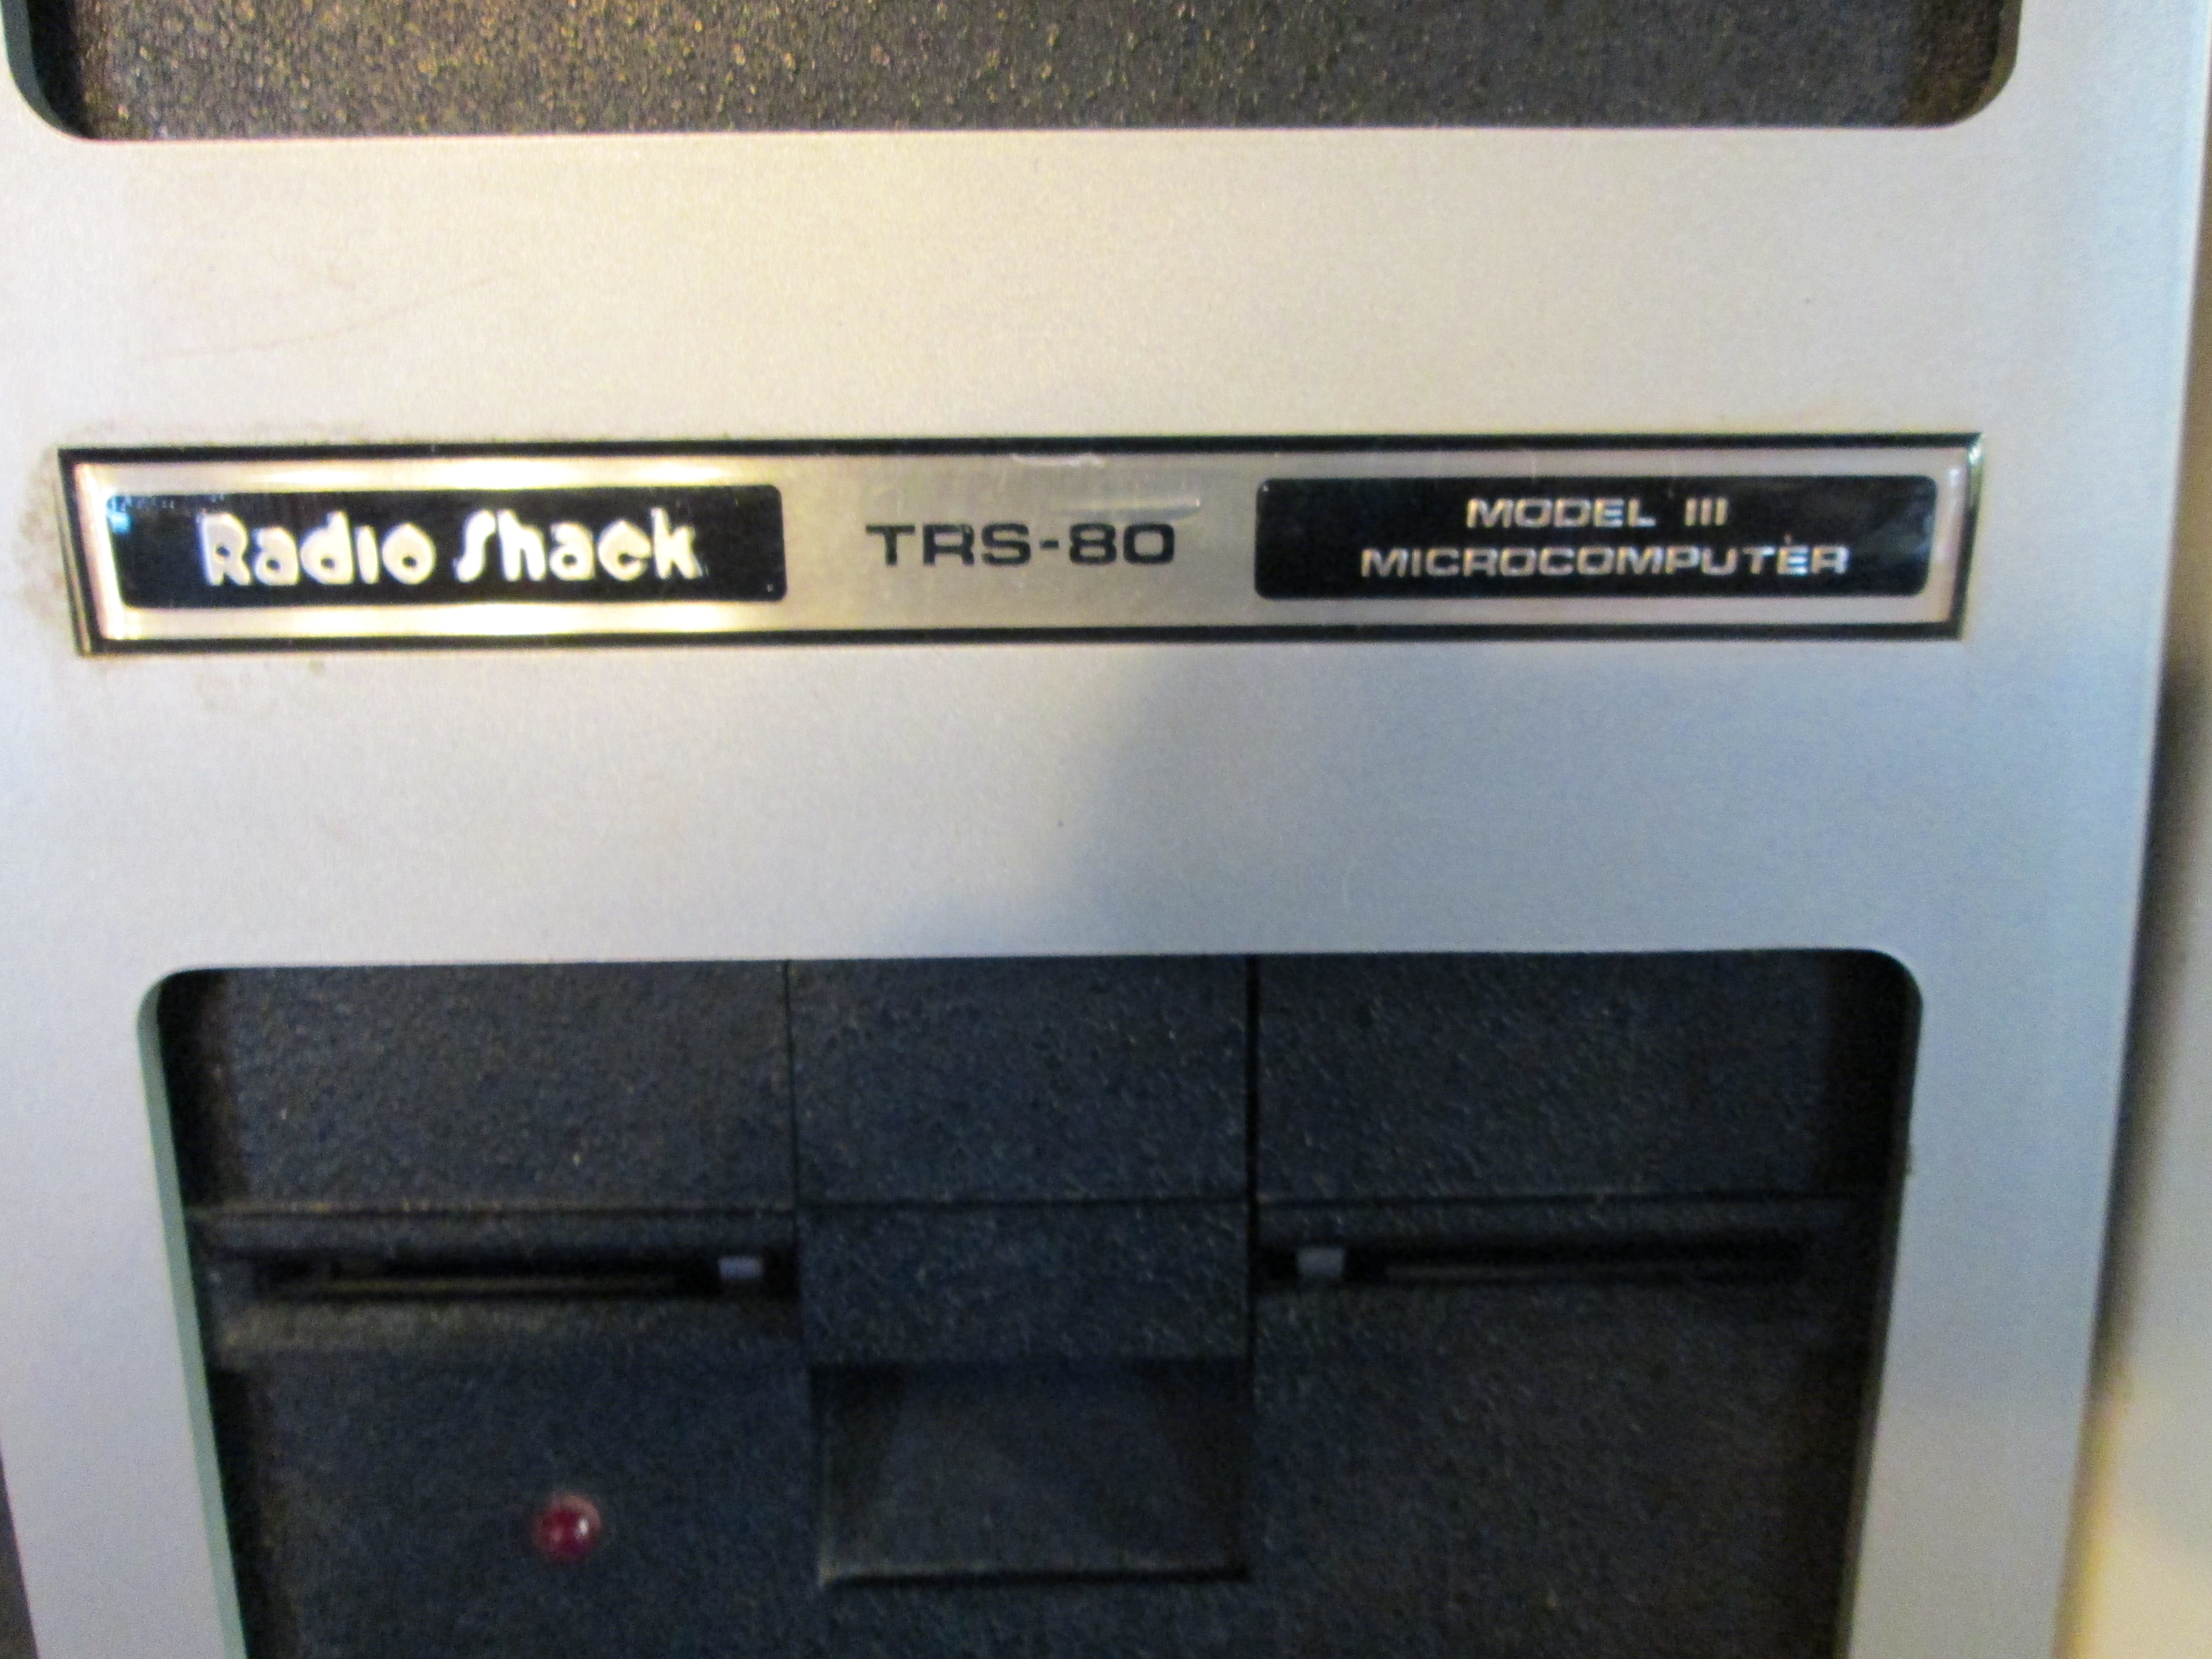 Radio Shack
TRS-80
MODEL III
MICROCOMPUTER